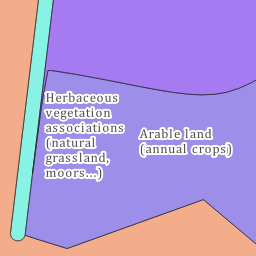 Herbaceous
vegetation
associations
(natural
grassland,
moors...)
Arable land
(annual crops)